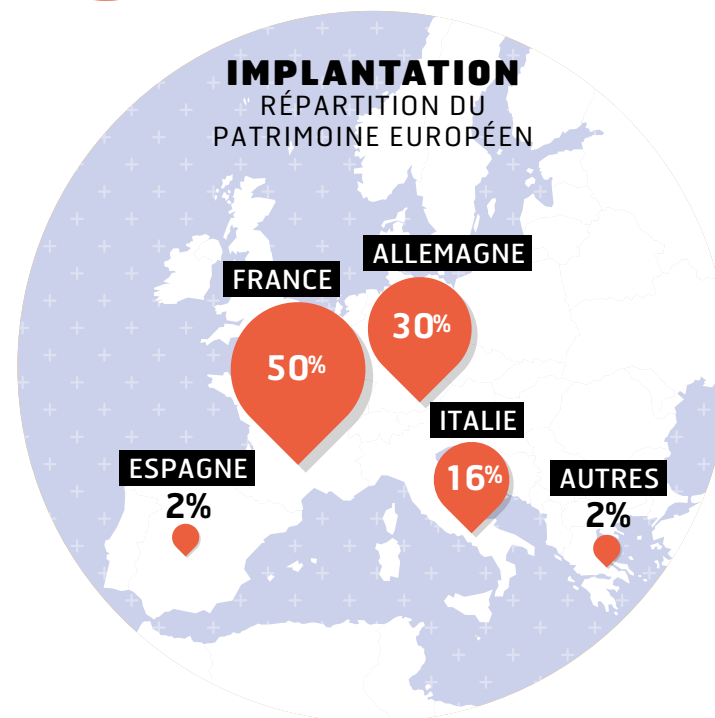 IMPLANTATION
RÉPARTITION DU
PATRIMOINE EUROPÉEN
ALLEMAGNE
30%
FRANCE
50%
ITALIE
16%
ESPAGNE
2%
AUTRES
2%